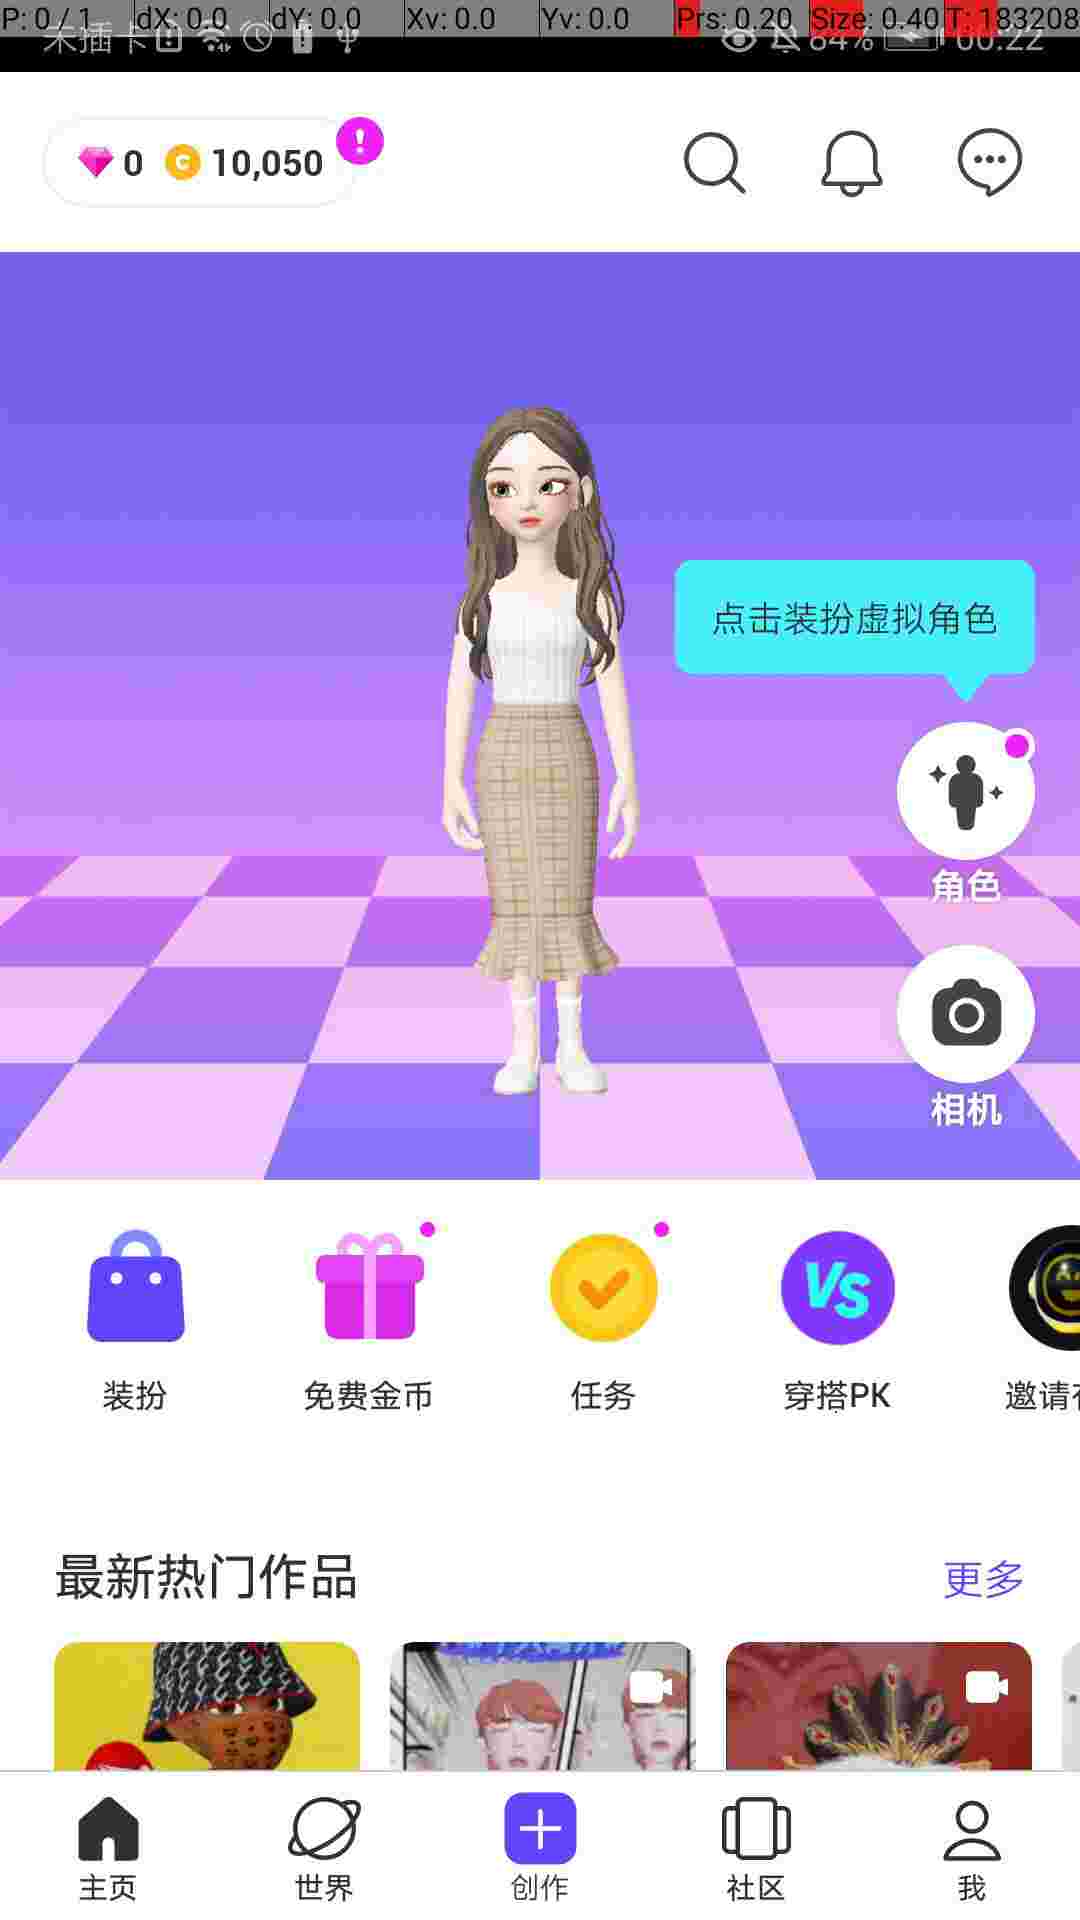 P: 0 / 1 dX: 0.0 dY: 0.0 Xv: 0.0 Yv: 0.0 Prs: 0.20 Size: 0.40 T: 183208
未插卡 84% 00:22
0 10,050
点击装扮虚拟角色
角色
相机
VS
装扮 免费金币 任务 穿搭PK 邀请
最新热门作品 更多
主页 世界 创作 社区 我